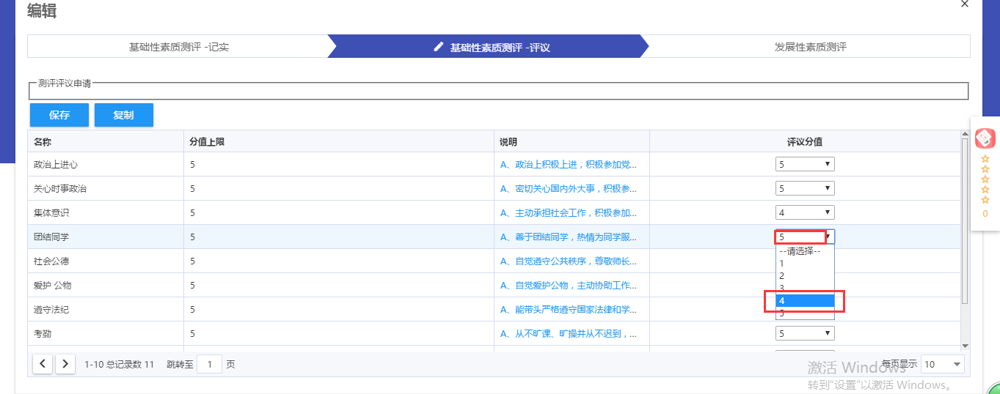 编辑
×
基础性素质测评 -记实
基础性素质测评 -评议
发展性素质测评
测评评议申请
保存 复制
名称 分值上限 说明 评议分值
政治上进心 5 A、政治上积极上进，积极参加党... 5
关心时事政治 5 A、密切关心国内外大事，积极参... 5
集体意识 5 A、主动承担社会工作，积极参加... 4
团结同学 5 A、善于团结同学，热情为同学服... 5
社会公德 5 A、自觉遵守公共秩序，尊敬师长...
爱护 公物 5 A、自觉爱护公物，主动协助工作...
遵守法纪 5 A、能带头严格遵守国家法律和学...
考勤 5 A、从不旷课、旷操并从不迟到，... 5
--请选择--
1
2
3
4
5
1-10 总记录数 11 跳转至 1 页
每页显示 10
0
激活 Windows
转到"设置"以激活 Windows。